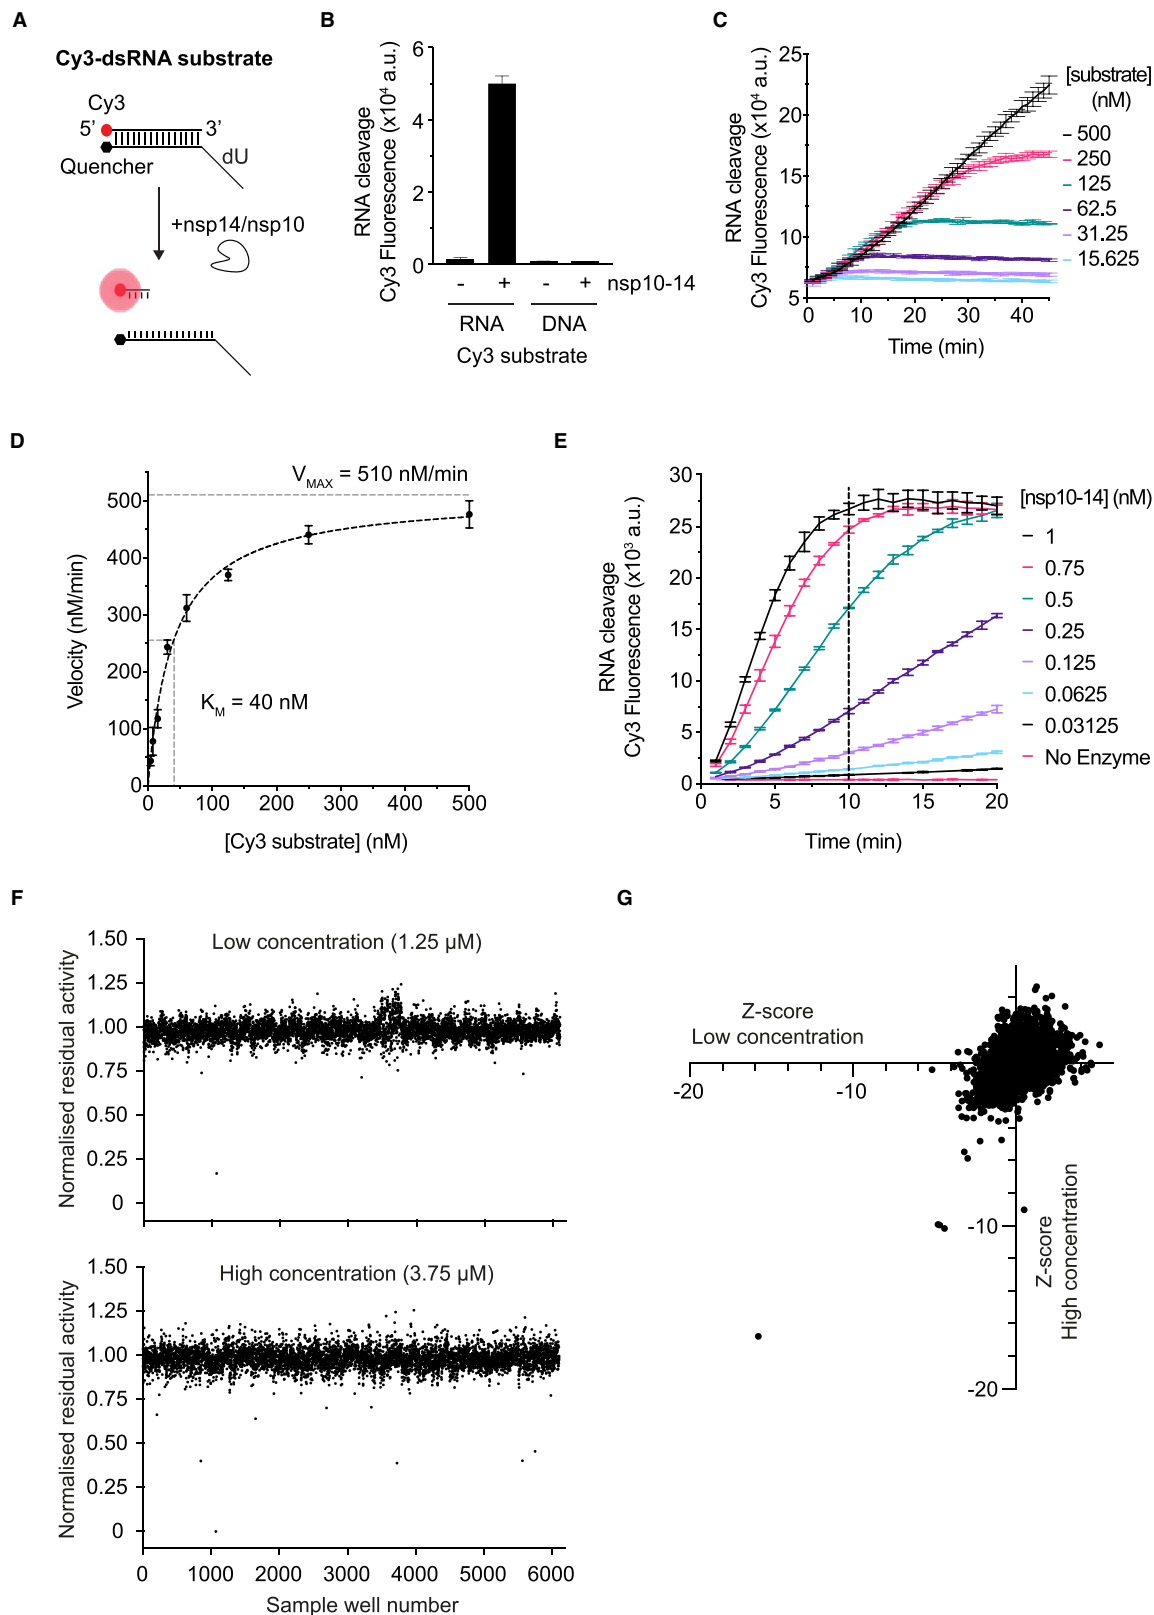 A
Cy3-dsRNA substrate
Cy3
5’ 3’
Quencher
dU
+nsp14/nsp10
B
RNA cleavage
Cy3 Fluorescence (x10⁴ a.u.)
6
4
2
0
- + - + nsp10-14
RNA DNA
Cy3 substrate
C
RNA cleavage
Cy3 Fluorescence (x10⁴ a.u.)
25
20
15
10
5
0 10 20 30 40
Time (min)
[substrate]
(nM)
500
250
125
62.5
31.25
15.625
D
V_MAX = 510 nM/min
K_M = 40 nM
Velocity (nM/min)
500
400
300
200
100
0
0 100 200 300 400 500
[Cy3 substrate] (nM)
E
RNA cleavage
Cy3 Fluorescence (x10³ a.u.)
30
25
20
15
10
5
0
0 5 10 15 20
Time (min)
[nsp10-14] (nM)
1
0.75
0.5
0.25
0.125
0.0625
0.03125
No Enzyme
F
Low concentration (1.25 µM)
Normalised residual activity
1.50
1.25
1.00
0.75
0.50
0.25
0
High concentration (3.75 µM)
Normalised residual activity
1.50
1.25
1.00
0.75
0.50
0.25
0
0 1000 2000 3000 4000 5000 6000
Sample well number
G
Z-score
Low concentration
-20 -10
-10
-20
Z-score
High concentration